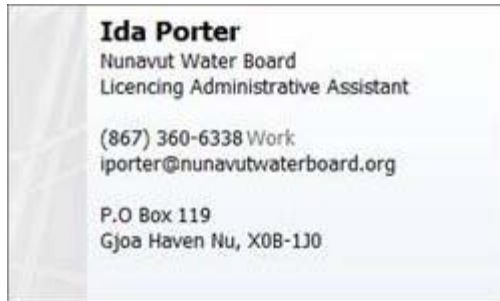 Ida Porter
Nunavut Water Board
Licencing Administrative Assistant
(867) 360-6338 Work
iporter@nunavutwaterboard.org
P.O Box 119
Gjoa Haven Nu, X0B-1J0